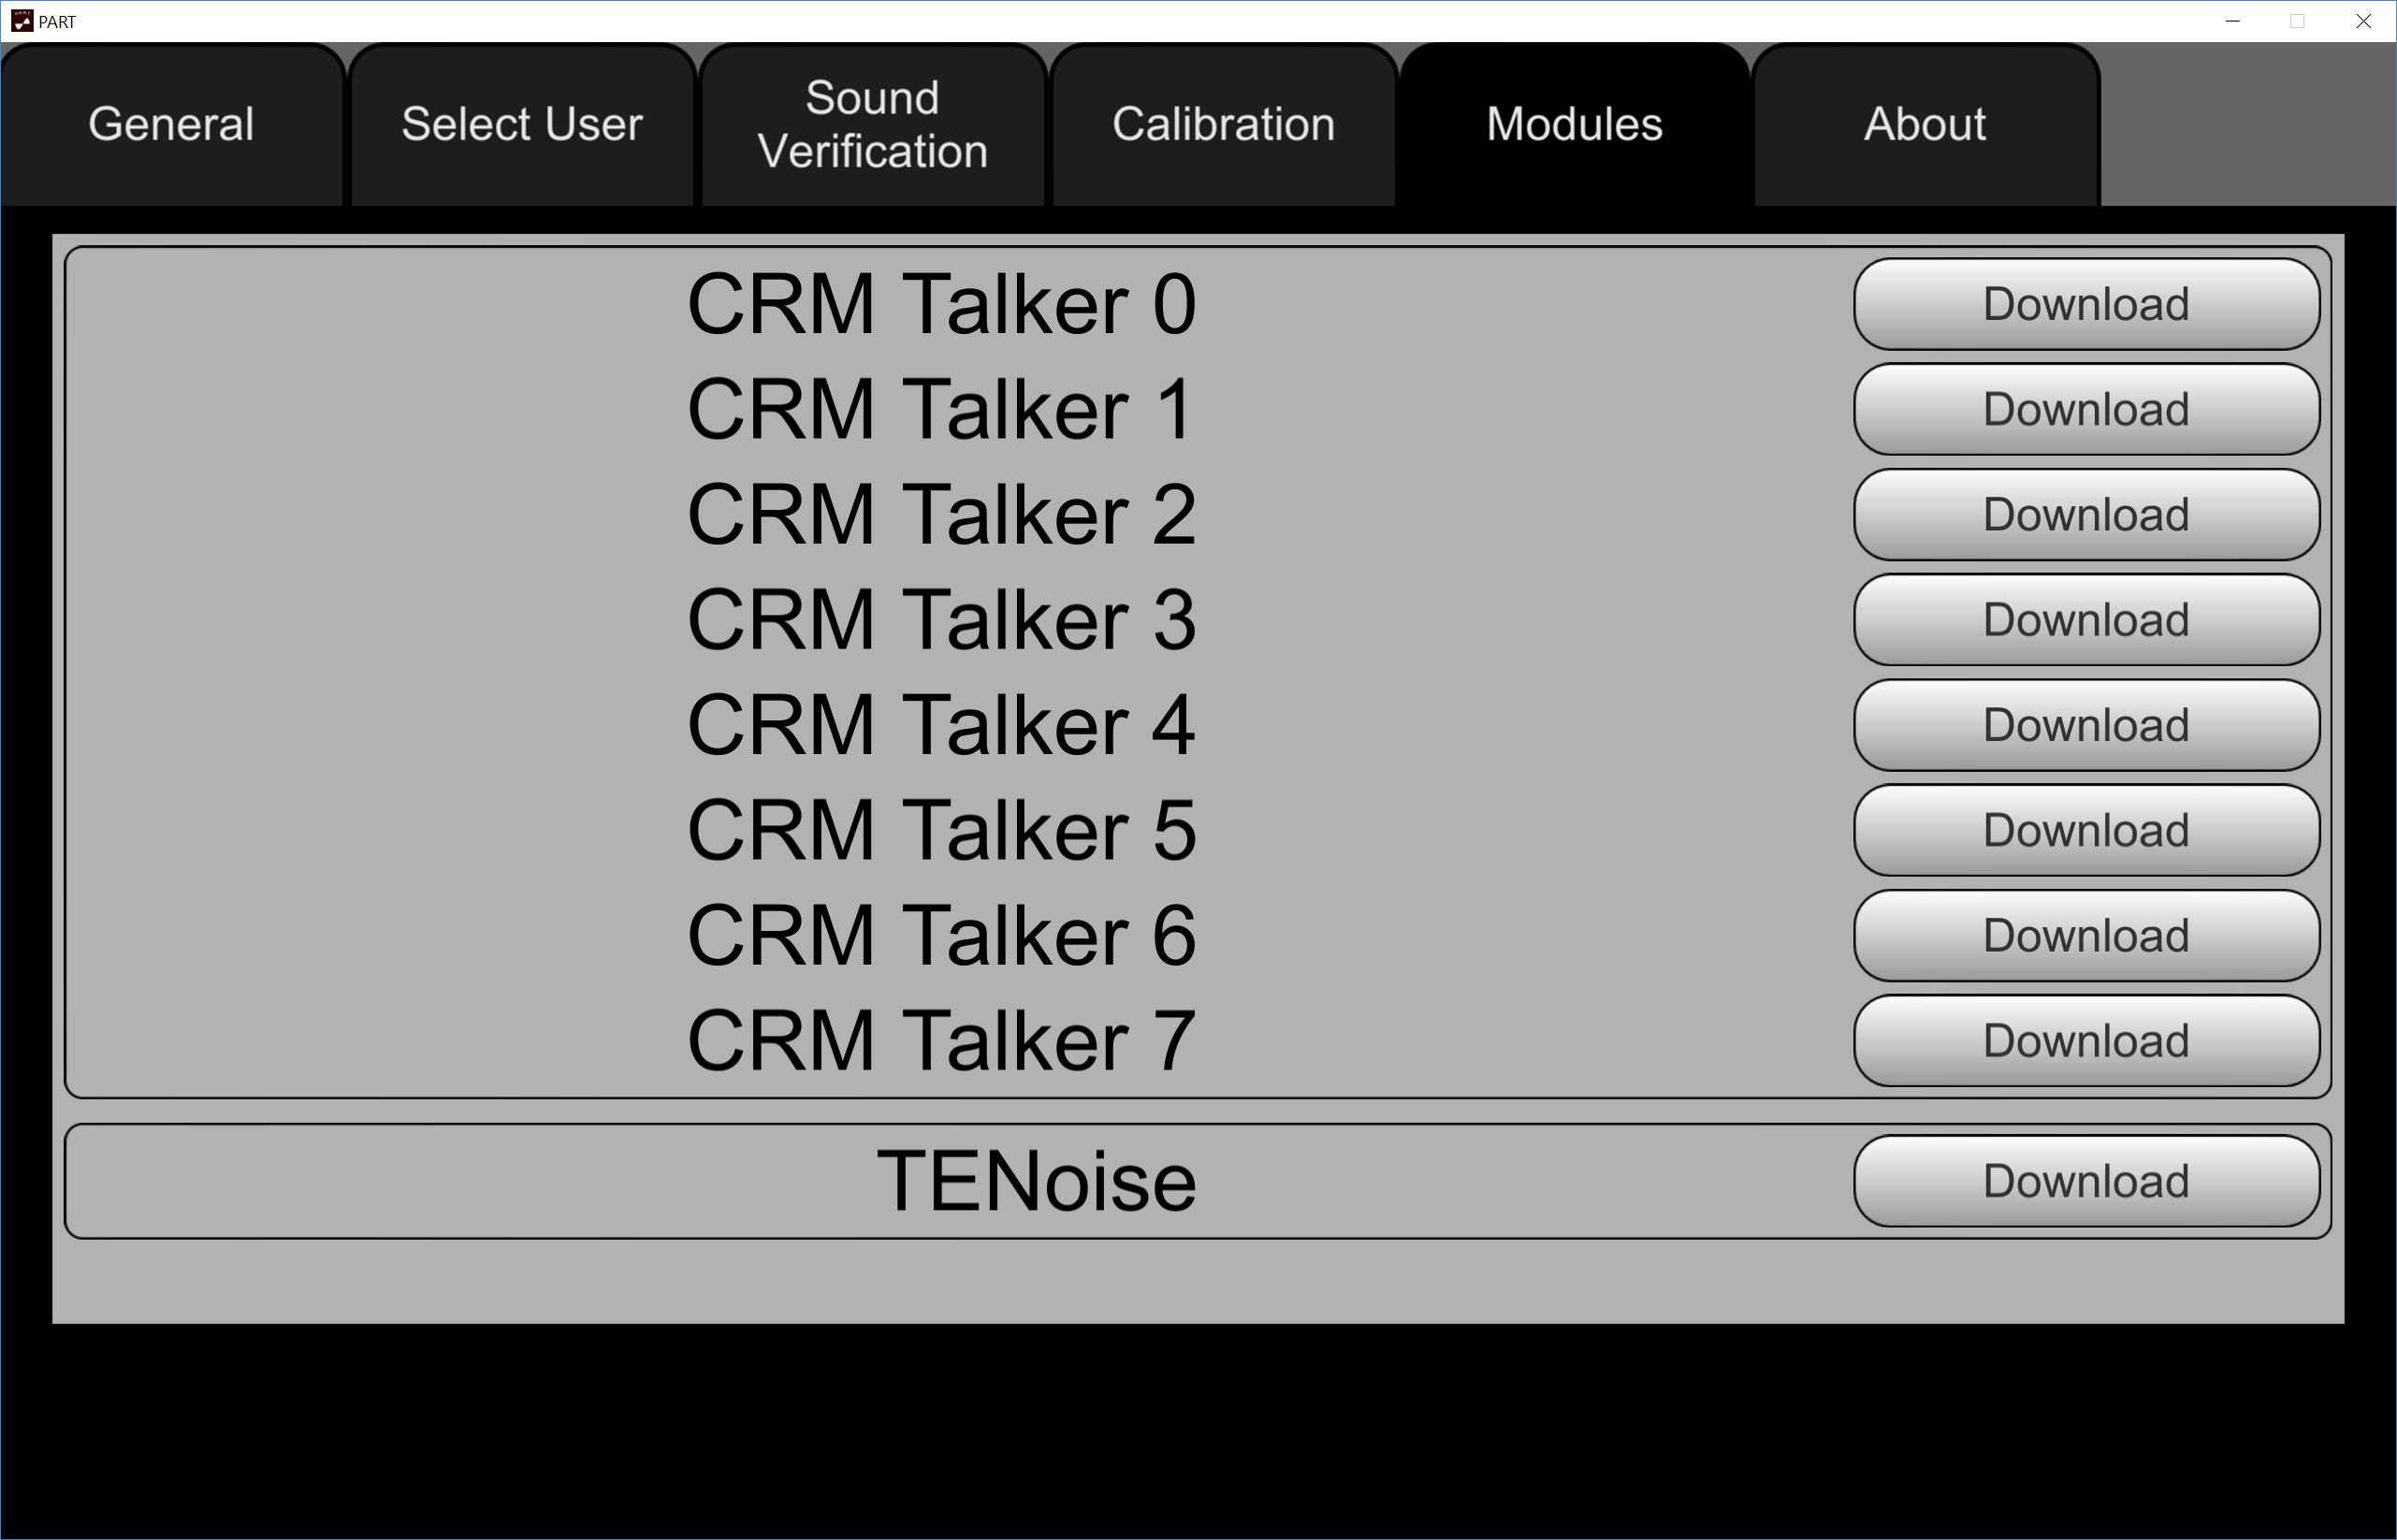 PART
General
Select User
Sound
Verification
Calibration
Modules
About
CRM Talker 0
Download
CRM Talker 1
Download
CRM Talker 2
Download
CRM Talker 3
Download
CRM Talker 4
Download
CRM Talker 5
Download
CRM Talker 6
Download
CRM Talker 7
Download
TENoise
Download